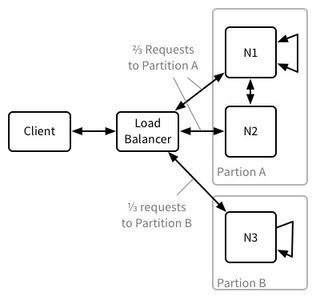 ⅔ Requests
to Partition A
N1
Client
Load
Balancer
N2
Partion A
⅓ requests
to Partition B
N3
Partion B